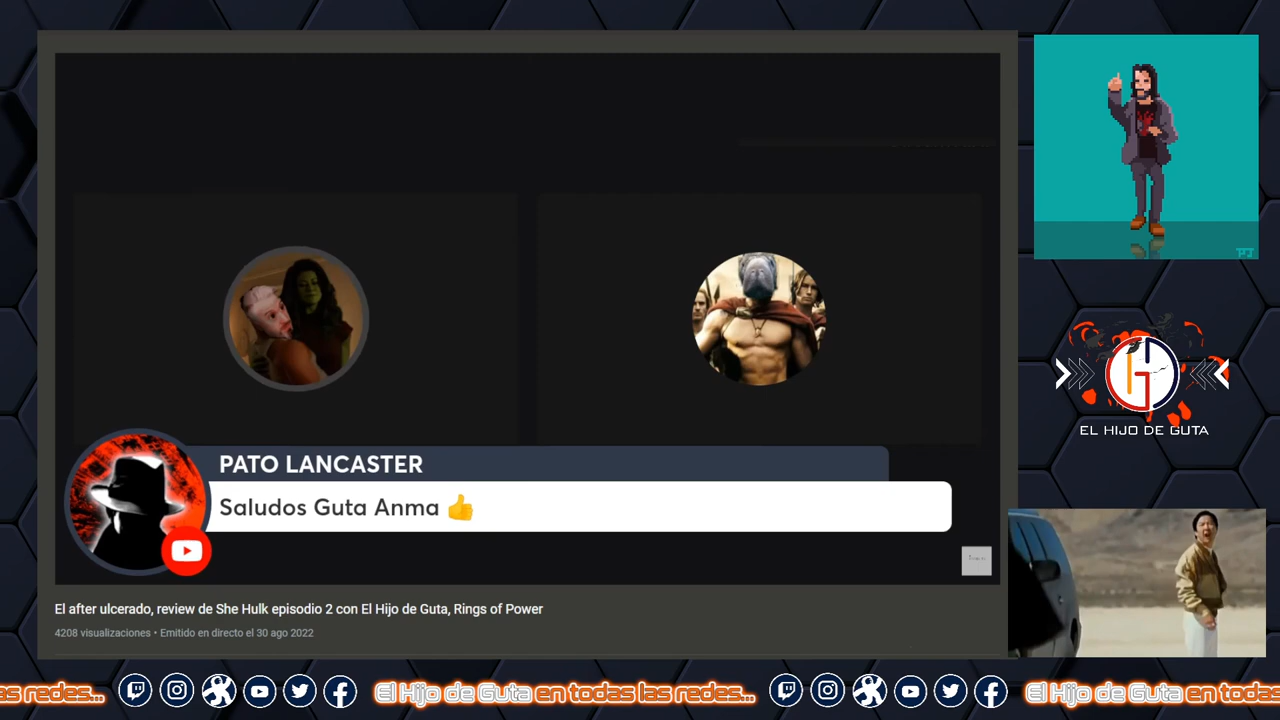 PATO LANCASTER
Saludos Guta Anma 👍
El after ulcerado, review de She Hulk episodio 2 con El Hijo de Guta, Rings of Power
4208 visualizaciones • Emitido en directo el 30 ago 2022
PJ
EL HIJO DE GUTA
as redes... El Hijo de Guta en todas las redes... El Hijo de Guta en todas